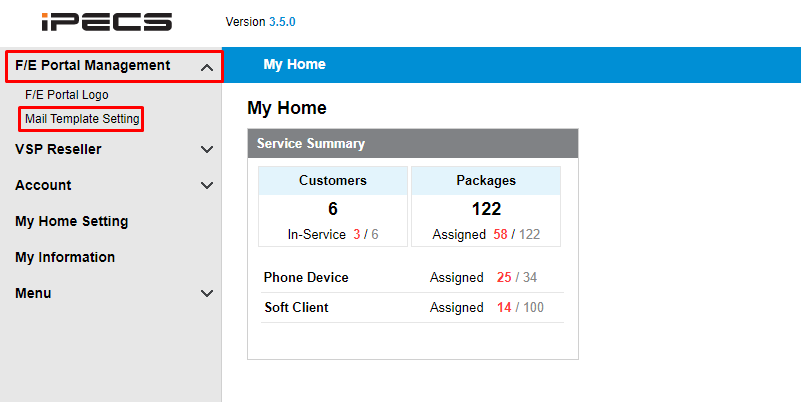 iPECS
Version 3.5.0
F/E Portal Management
My Home
F/E Portal Logo
Mail Template Setting
VSP Reseller
Account
My Home Setting
My Information
Menu
My Home
Service Summary
Customers
Packages
6
122
In-Service 3 / 6
Assigned 58 / 122
Phone Device Assigned 25 / 34
Soft Client Assigned 14 / 100